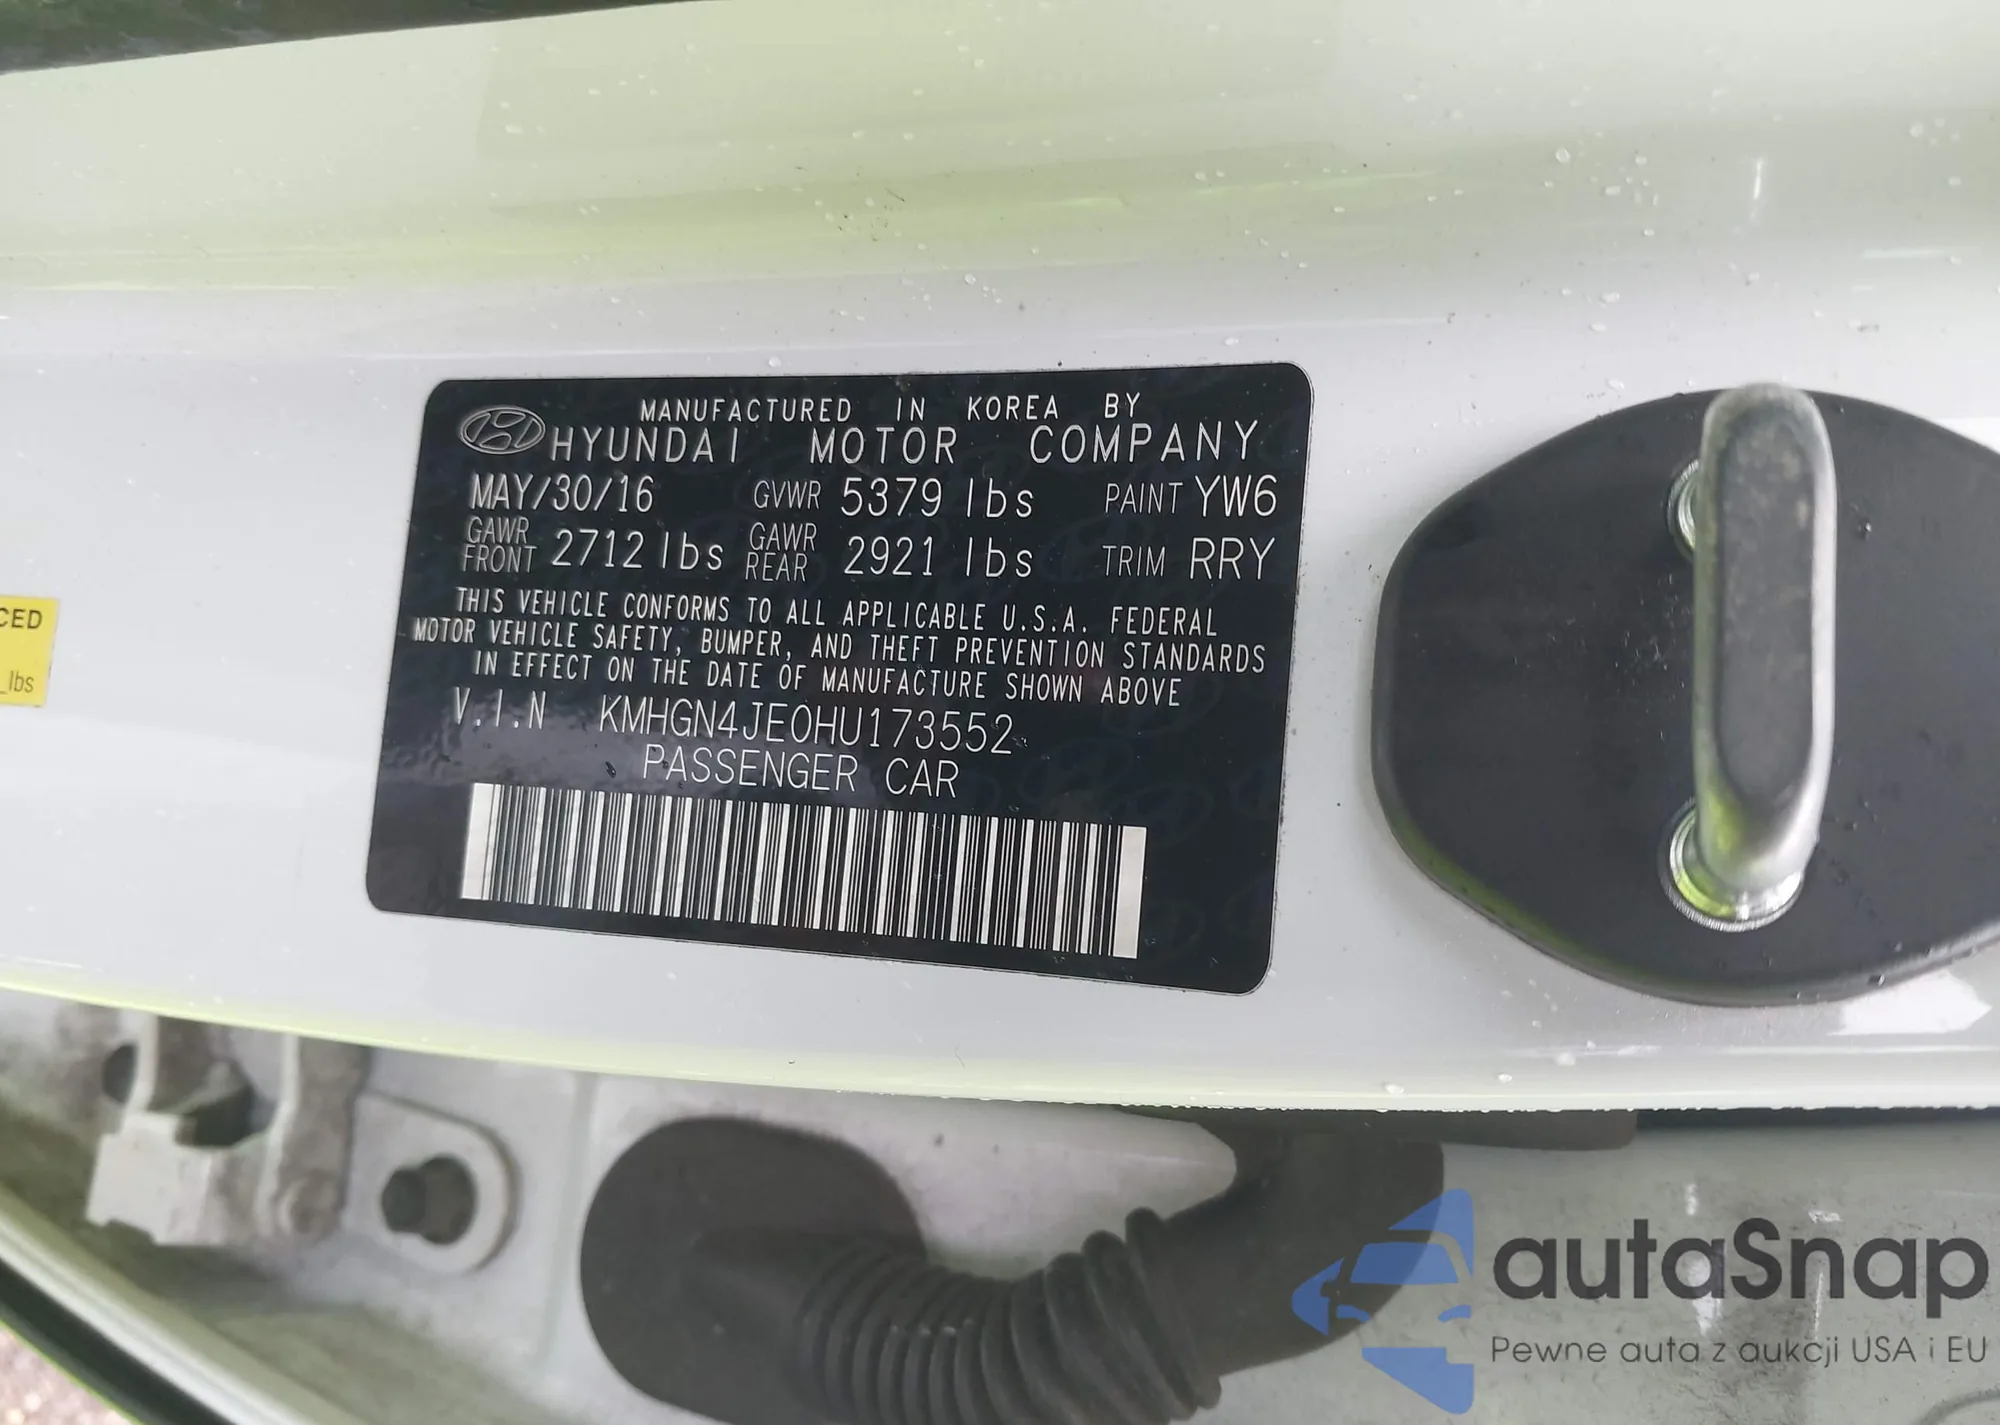 MANUFACTURED IN KOREA BY
HYUNDAI MOTOR COMPANY
MAY/30/16 GVWR 5379 lbs PAINT YW6
GAWR FRONT 2712 lbs GAWR REAR 2921 lbs TRIM RRY
THIS VEHICLE CONFORMS TO ALL APPLICABLE U.S.A. FEDERAL
MOTOR VEHICLE SAFETY, BUMPER, AND THEFT PREVENTION STANDARDS
IN EFFECT ON THE DATE OF MANUFACTURE SHOWN ABOVE
V.I.N KMHGN4JE0HU173552
PASSENGER CAR
CED
lbs
autaSnap
Pewne auta z aukcji USA i EU